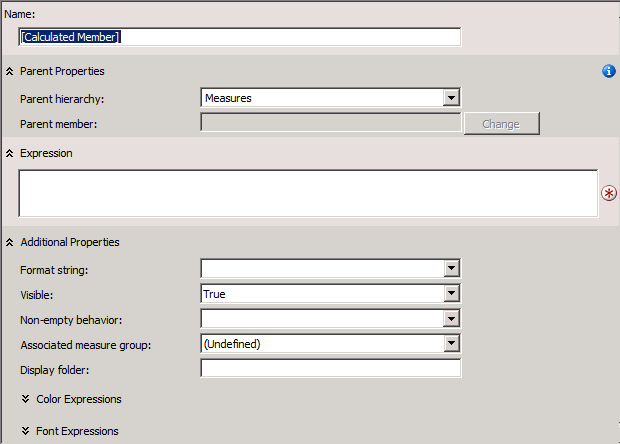 Name:
[Calculated Member]
Parent Properties
Parent hierarchy: Measures
Parent member: Change
Expression
Additional Properties
Format string:
Visible: True
Non-empty behavior:
Associated measure group: (Undefined)
Display folder:
Color Expressions
Font Expressions